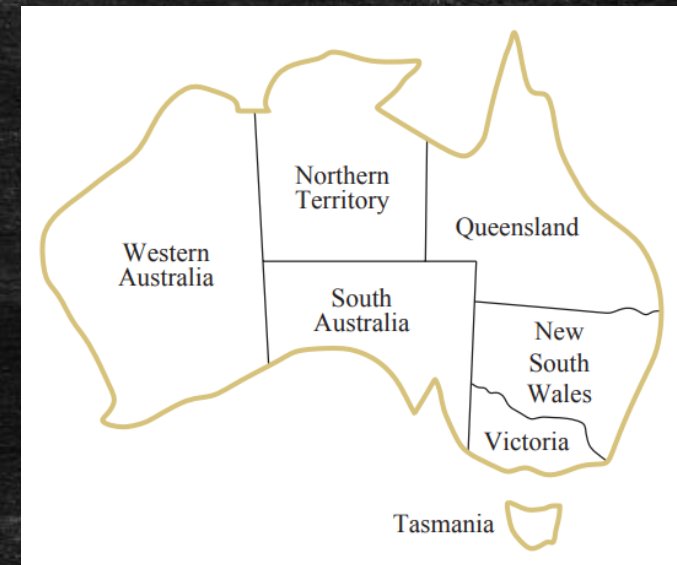 Northern
Territory
Queensland
Western
Australia
South
Australia
New
South
Wales
Victoria
Tasmania